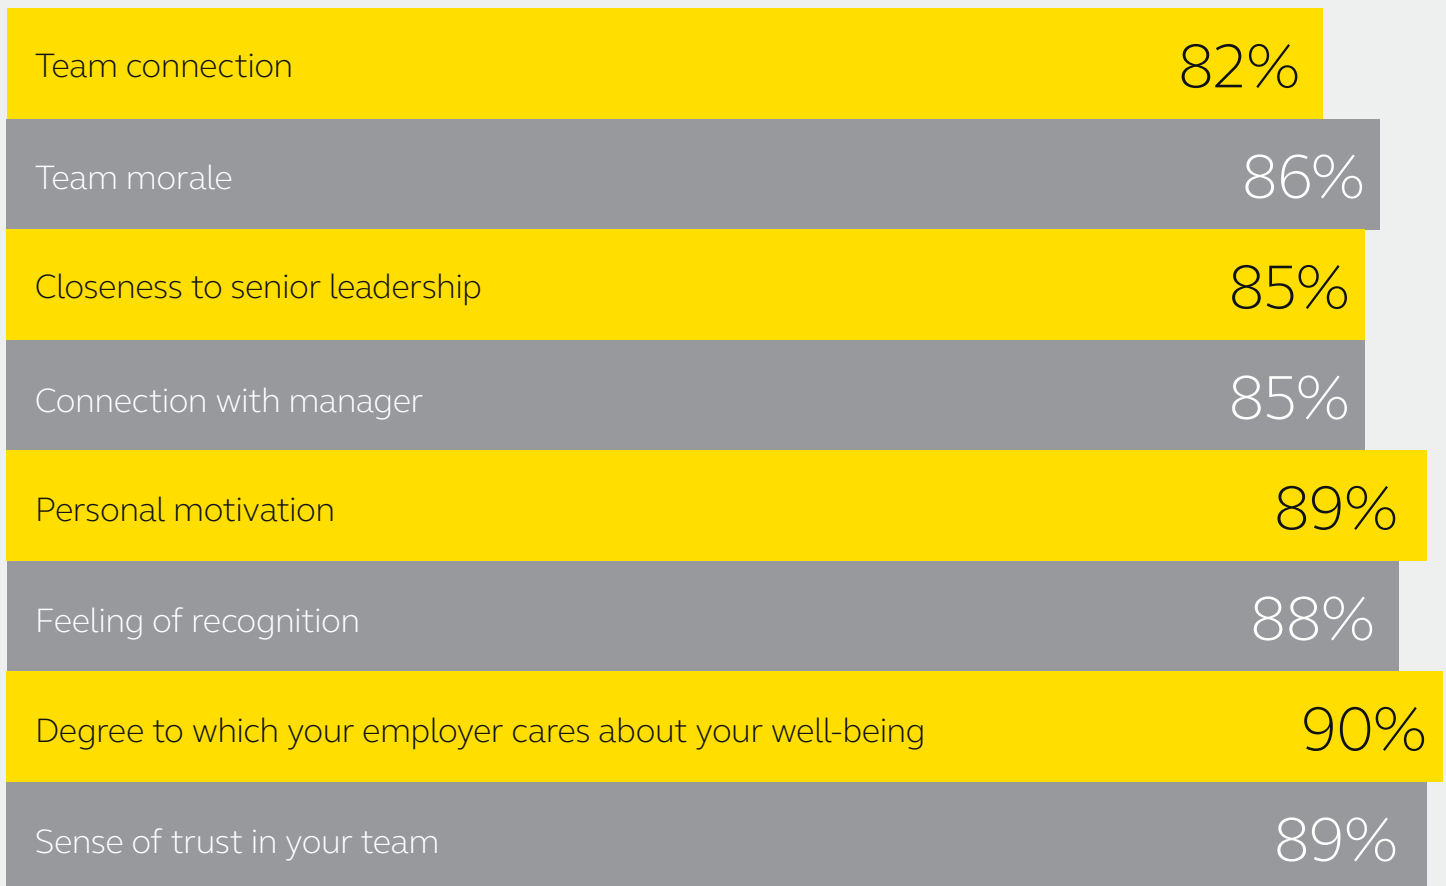 Team connection 82%
Team morale 86%
Closeness to senior leadership 85%
Connection with manager 85%
Personal motivation 89%
Feeling of recognition 88%
Degree to which your employer cares about your well-being 90%
Sense of trust in your team 89%